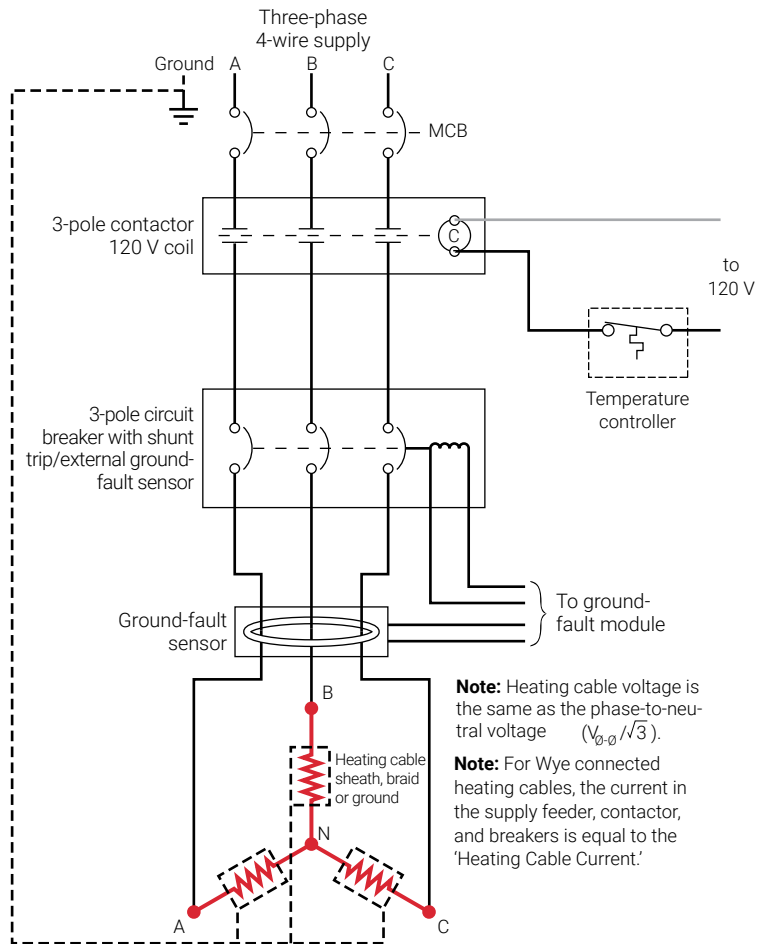 Three-phase
4-wire supply
Ground
A
B
C
MCB
3-pole contactor
120 V coil
C
to
120 V
Temperature
controller
3-pole circuit
breaker with shunt
trip/external ground-
fault sensor
To ground-
fault module
Ground-fault
sensor
B
Note: Heating cable voltage is
the same as the phase-to-neu-
tral voltage (VØ-Ø/√3).
Heating cable
sheath, braid
or ground
Note: For Wye connected
heating cables, the current in
the supply feeder, contactor,
and breakers is equal to the
‘Heating Cable Current.’
N
A
C